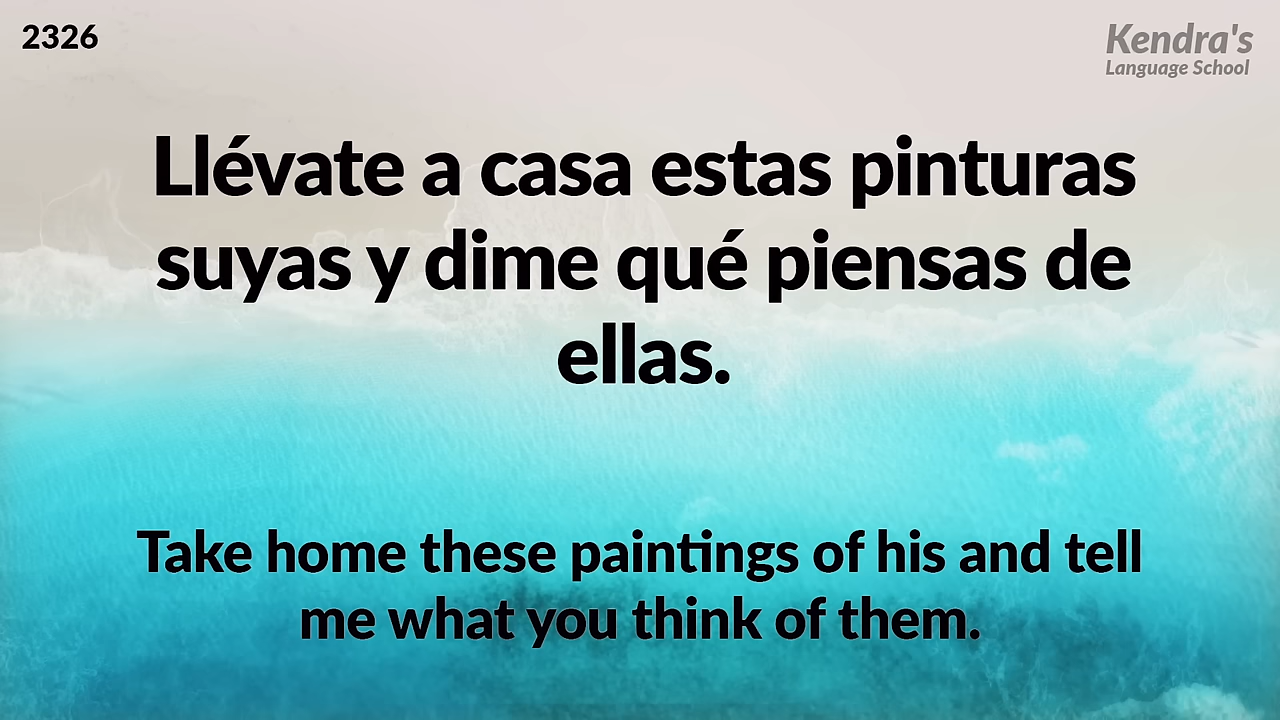 2326
Kendra's
Language School
Llévate a casa estas pinturas
suyas y dime qué piensas de
ellas.
Take home these paintings of his and tell
me what you think of them.